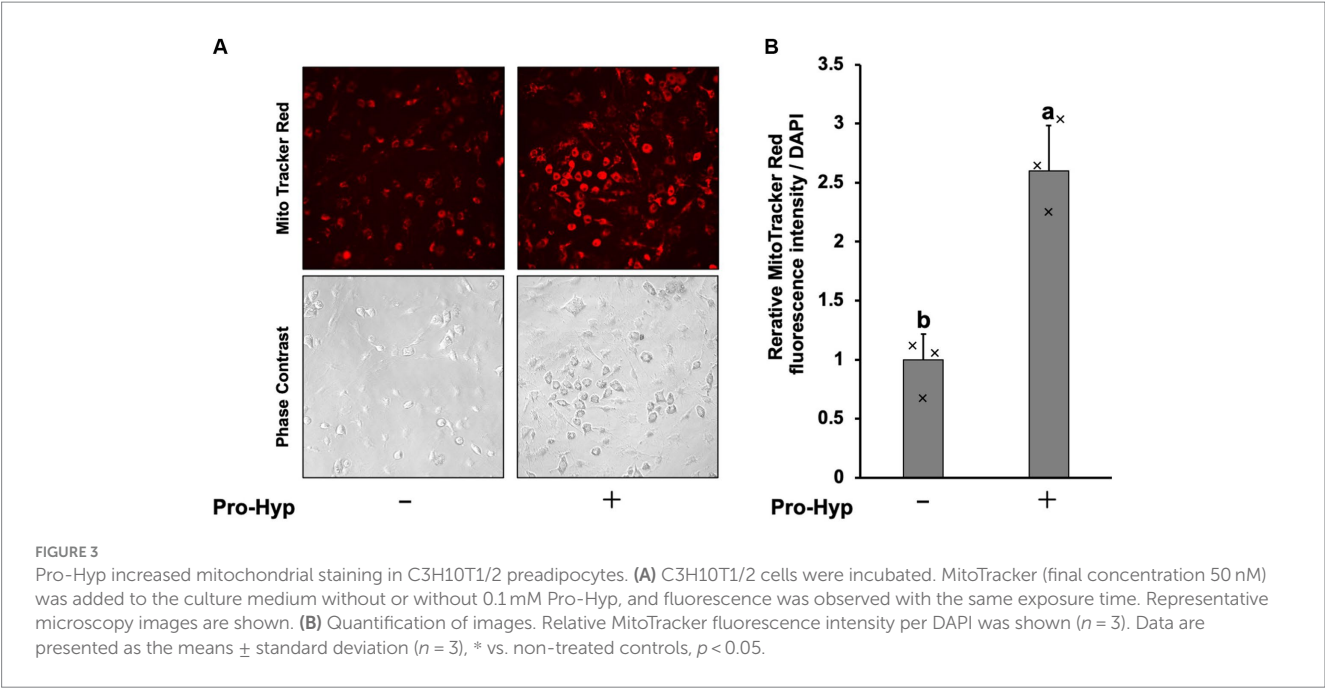 A
Mito Tracker Red
Phase Contrast
Pro-Hyp
−
+
B
Rerative MitoTracker Red
fluorescence intensity / DAPI
3.5
3
2.5
2
1.5
1
0.5
0
b
a
Pro-Hyp
−
+
FIGURE 3
Pro-Hyp increased mitochondrial staining in C3H10T1/2 preadipocytes. (A) C3H10T1/2 cells were incubated. MitoTracker (final concentration 50 nM)
was added to the culture medium without or without 0.1 mM Pro-Hyp, and fluorescence was observed with the same exposure time. Representative
microscopy images are shown. (B) Quantification of images. Relative MitoTracker fluorescence intensity per DAPI was shown (n = 3). Data are
presented as the means ± standard deviation (n = 3), * vs. non-treated controls, p < 0.05.